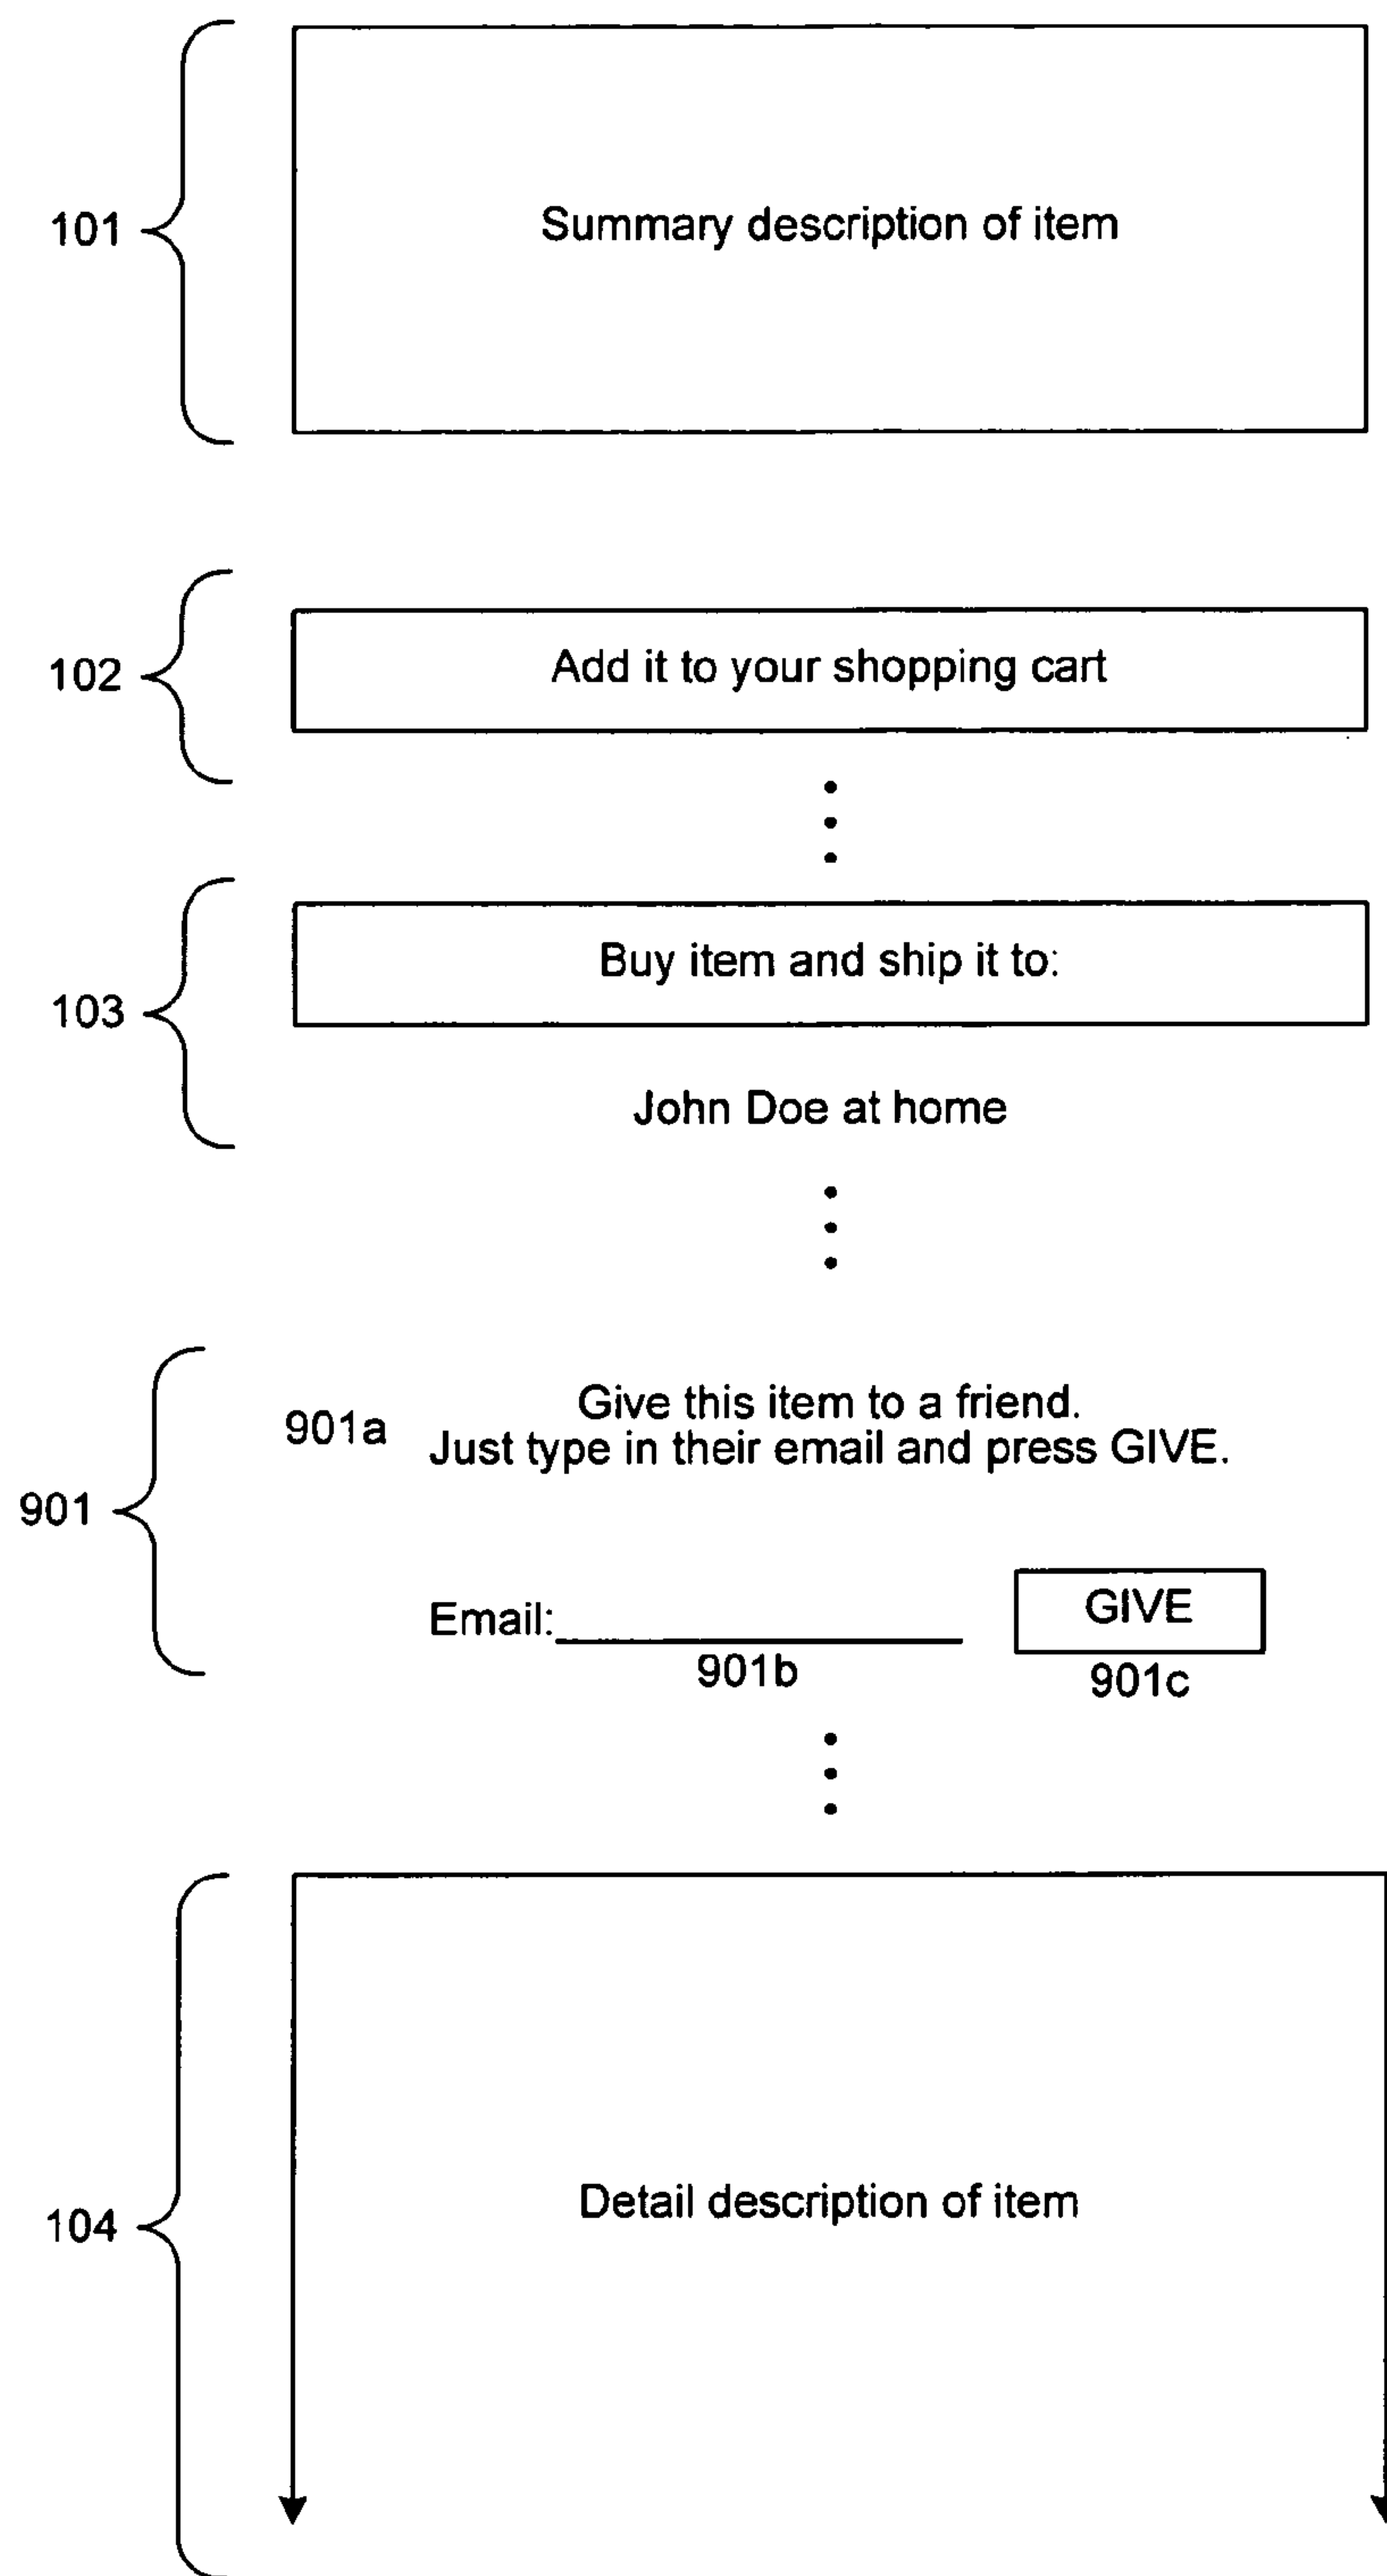 101
Summary description of item
102
Add it to your shopping cart
103
Buy item and ship it to:
John Doe at home
901
901a
Give this item to a friend.
Just type in their email and press GIVE.
Email:
GIVE
901b
901c
104
Detail description of item